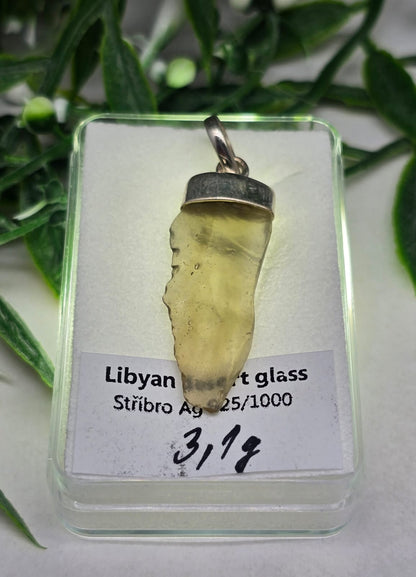 Libyan rt glass
Stříbro Ag 25/1000
3,1g